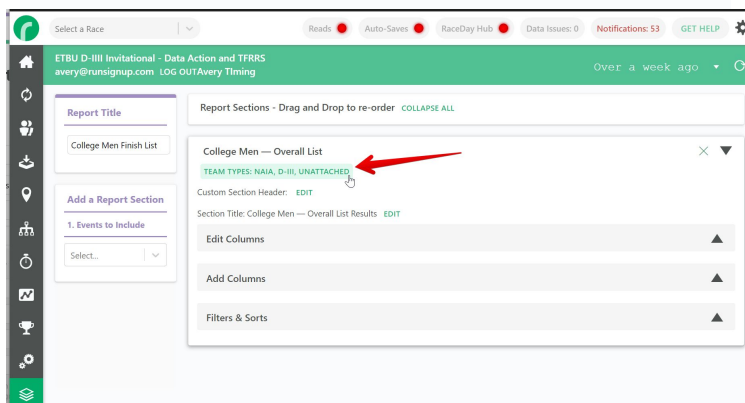 Select a Race
Reads
Auto-Saves
RaceDay Hub
Data Issues: 0
Notifications: 53
GET HELP
ETBU D-IIII Invitational - Data Action and TFRRS
avery@runsignup.com LOG OUTAvery TIming
Over a week ago
Report Title
College Men Finish List
Add a Report Section
1. Events to Include
Select...
Report Sections - Drag and Drop to re-order COLLAPSE ALL
College Men — Overall List
TEAM TYPES: NAIA, D-III, UNATTACHED
Custom Section Header: EDIT
Section Title: College Men — Overall List Results EDIT
Edit Columns
Add Columns
Filters & Sorts